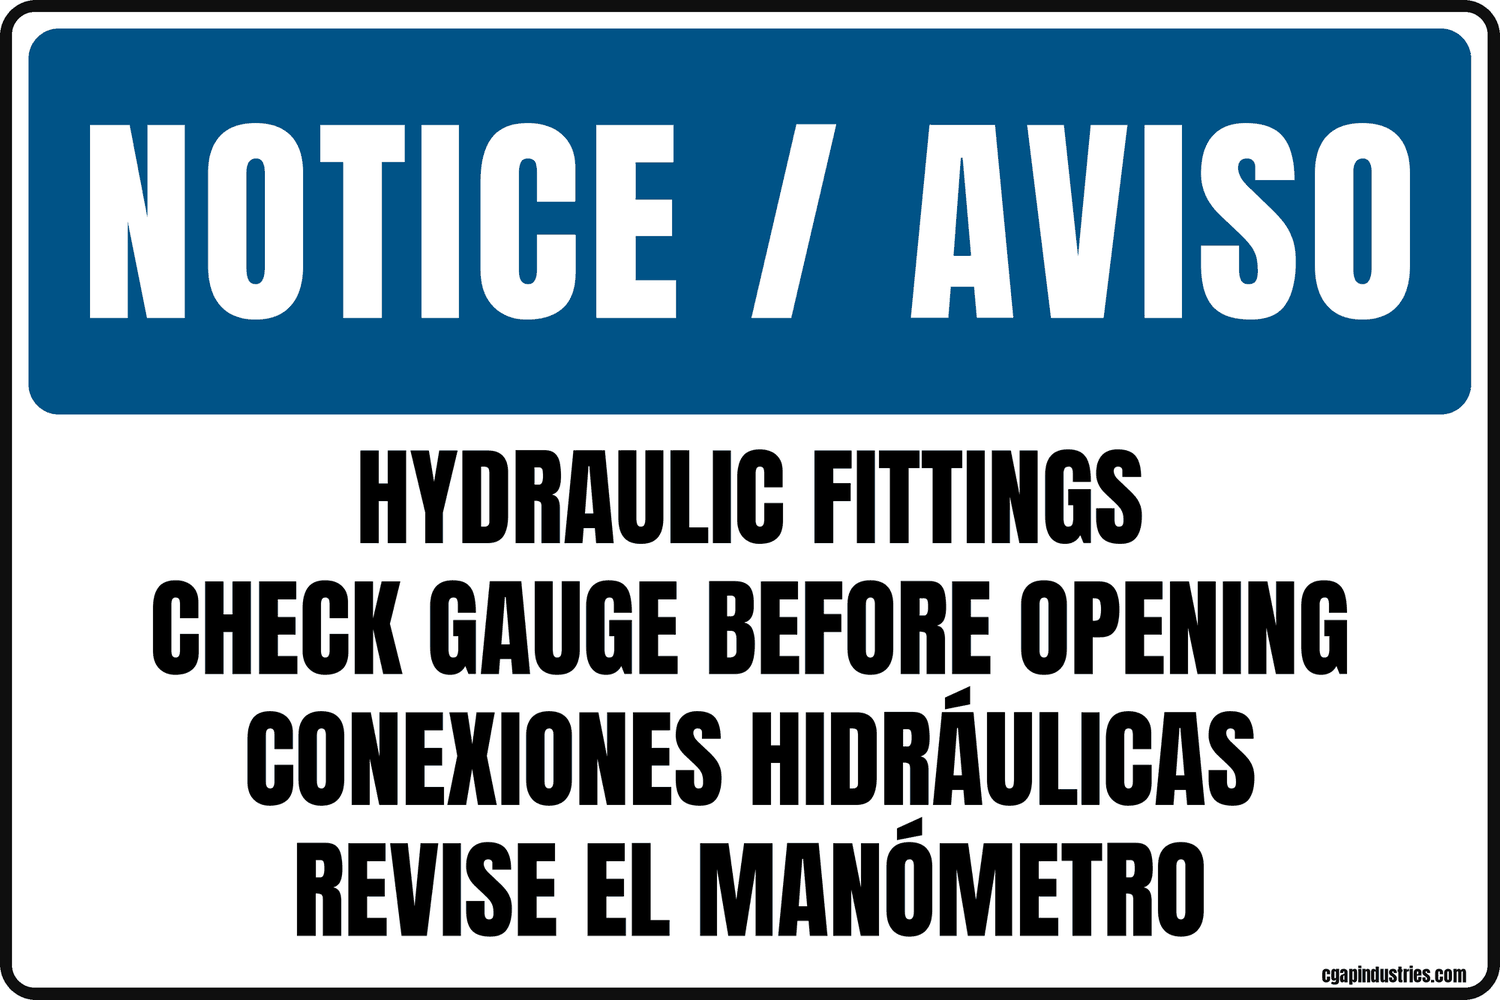 NOTICE / AVISO
HYDRAULIC FITTINGS
CHECK GAUGE BEFORE OPENING
CONEXIONES HIDRÁULICAS
REVISE EL MANÓMETRO
cgapindustries.com